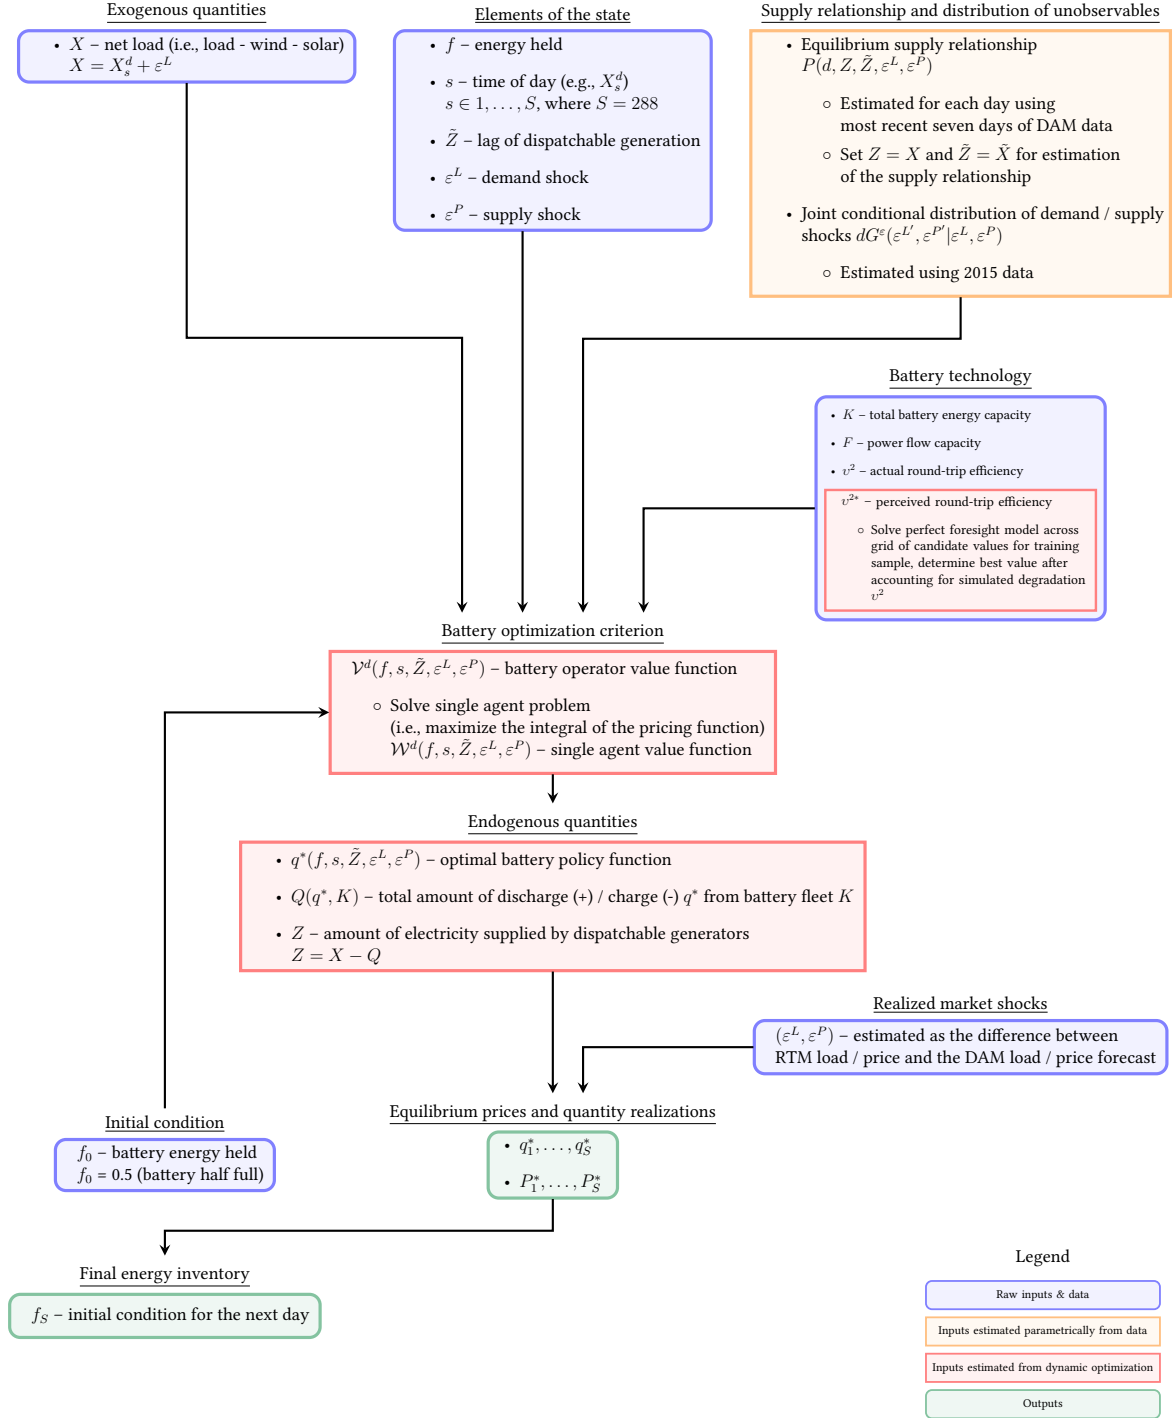 Exogenous quantities
• X – net load (i.e., load - wind - solar)
X = X_s^d + ε^L
Elements of the state
• f – energy held
• s – time of day (e.g., X_s^d)
s ∈ 1, . . . , S, where S = 288
• Z̃ – lag of dispatchable generation
• ε^L – demand shock
• ε^P – supply shock
Supply relationship and distribution of unobservables
• Equilibrium supply relationship
P(d, Z, Z̃, ε^L, ε^P)
○ Estimated for each day using
most recent seven days of DAM data
○ Set Z = X and Z̃ = X̃ for estimation
of the supply relationship
• Joint conditional distribution of demand / supply
shocks dG^ε(ε^L′, ε^P′|ε^L, ε^P)
○ Estimated using 2015 data
Battery technology
• K – total battery energy capacity
• F – power flow capacity
• υ² – actual round-trip efficiency
υ²* – perceived round-trip efficiency
○ Solve perfect foresight model across
grid of candidate values for training
sample, determine best value after
accounting for simulated degradation
υ²
Battery optimization criterion
𝒱^d(f, s, Z̃, ε^L, ε^P) – battery operator value function
○ Solve single agent problem
(i.e., maximize the integral of the pricing function)
𝒲^d(f, s, Z̃, ε^L, ε^P) – single agent value function
Endogenous quantities
• q*(f, s, Z̃, ε^L, ε^P) – optimal battery policy function
• Q(q*, K) – total amount of discharge (+) / charge (-) q* from battery fleet K
• Z – amount of electricity supplied by dispatchable generators
Z = X − Q
Realized market shocks
(ε^L, ε^P) – estimated as the difference between
RTM load / price and the DAM load / price forecast
Equilibrium prices and quantity realizations
• q_1^*, . . . , q_S^*
• P_1^*, . . . , P_S^*
Initial condition
f_0 – battery energy held
f_0 = 0.5 (battery half full)
Final energy inventory
f_S – initial condition for the next day
Legend
Raw inputs & data
Inputs estimated parametrically from data
Inputs estimated from dynamic optimization
Outputs